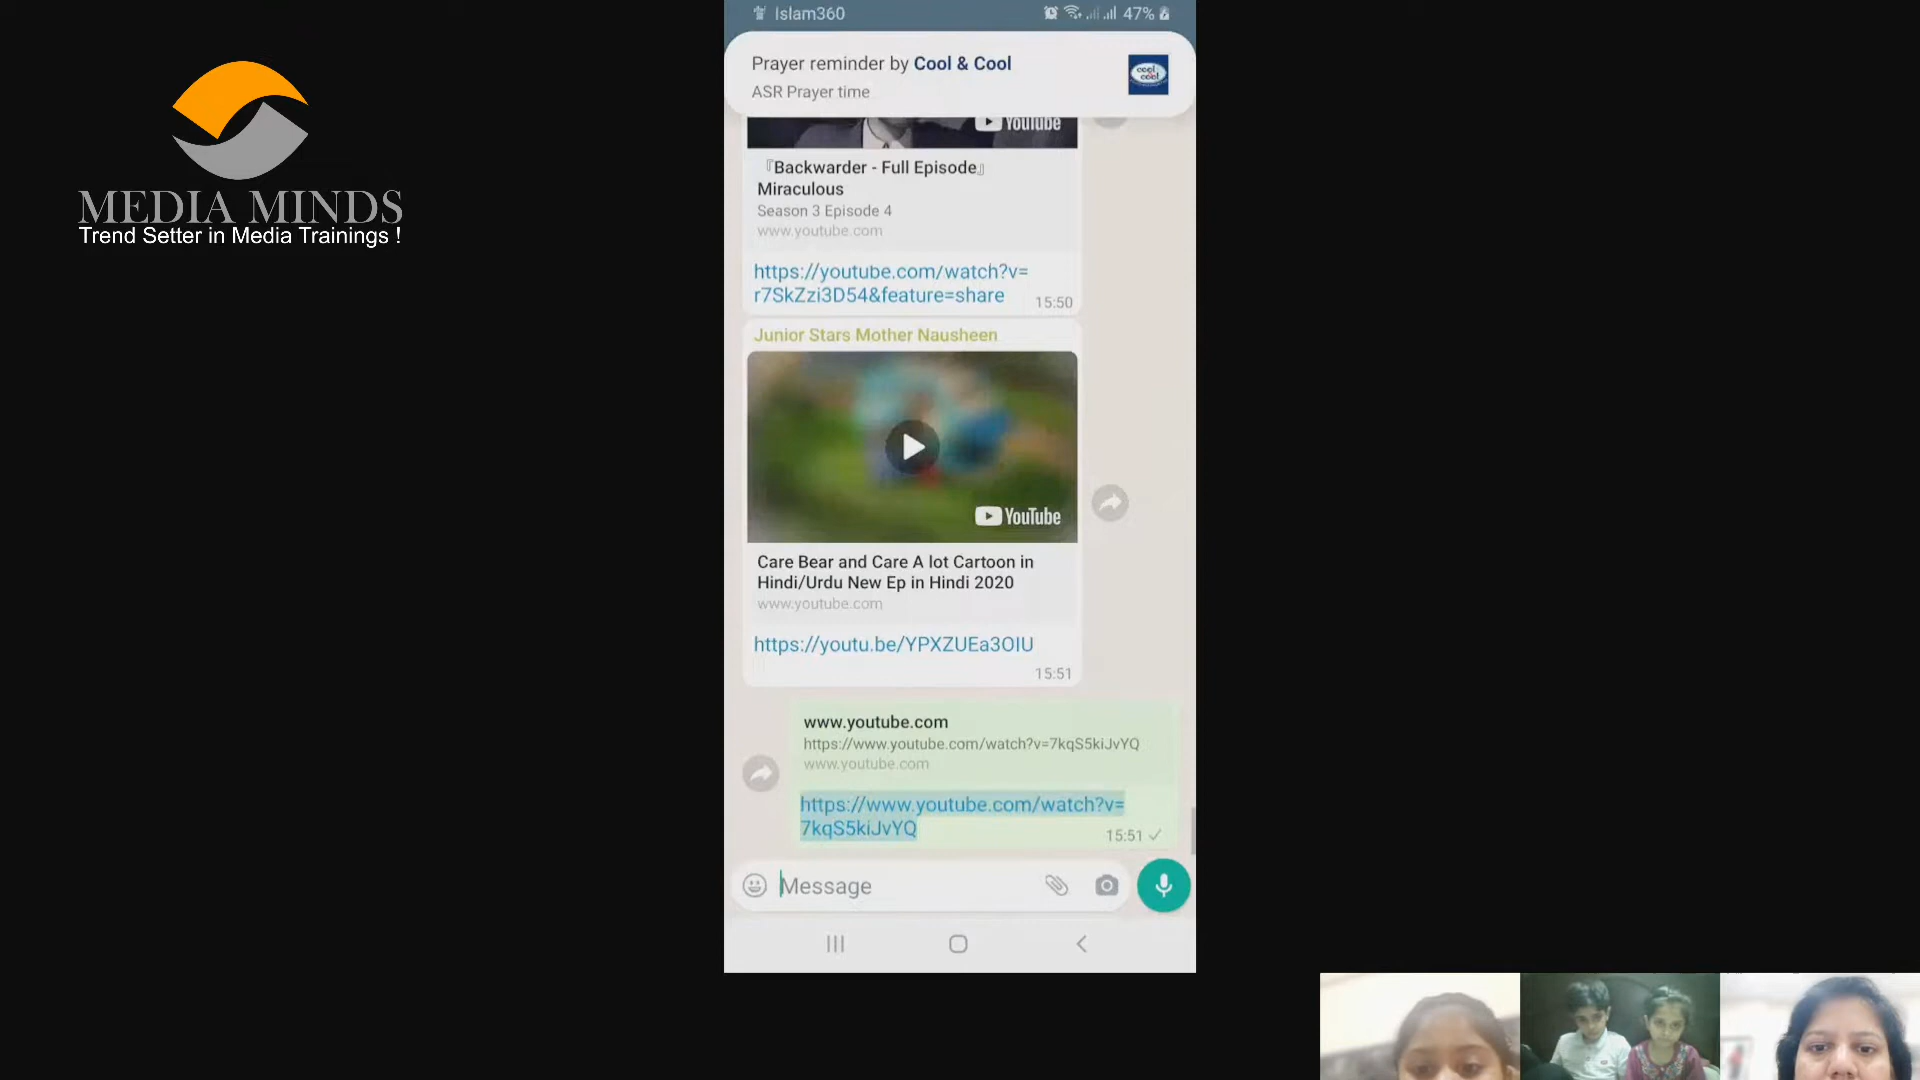 Islam360
47%
Prayer reminder by Cool & Cool
ASR Prayer time
cool & cool
YouTube
『Backwarder - Full Episode』
Miraculous
Season 3 Episode 4
www.youtube.com
https://youtube.com/watch?v=
r7SkZzi3D54&feature=share
15:50
Junior Stars Mother Nausheen
YouTube
Care Bear and Care A lot Cartoon in
Hindi/Urdu New Ep in Hindi 2020
www.youtube.com
https://youtu.be/YPXZUEa3OIU
15:51
www.youtube.com
https://www.youtube.com/watch?v=7kqS5kiJvYQ
www.youtube.com
https://www.youtube.com/watch?v=
7kqS5kiJvYQ
15:51
Message
MEDIA MINDS
Trend Setter in Media Trainings !